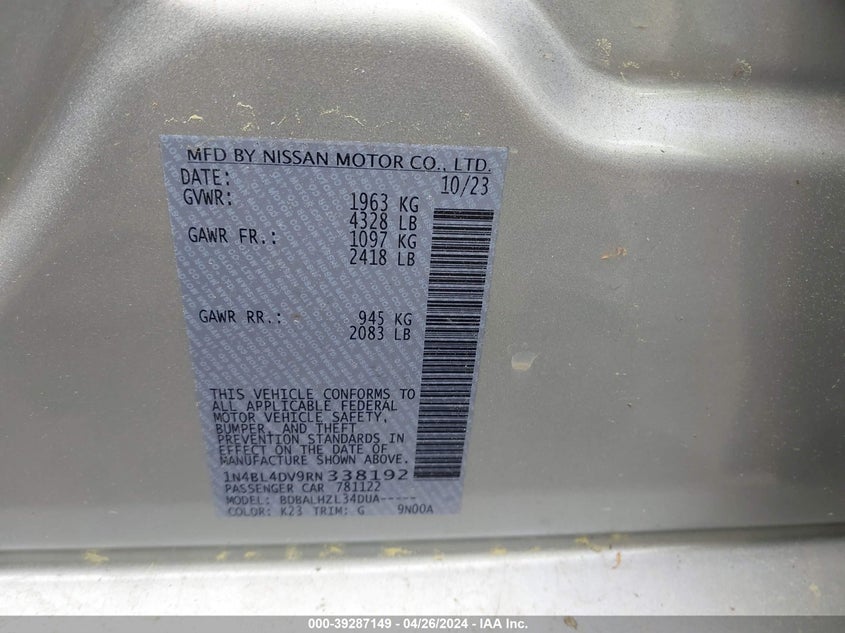 MFD BY NISSAN MOTOR CO., LTD.
DATE: 10/23
GVWR: 1963 KG
4328 LB
GAWR FR.: 1097 KG
2418 LB
GAWR RR.: 945 KG
2083 LB
THIS VEHICLE CONFORMS TO
ALL APPLICABLE FEDERAL
MOTOR VEHICLE SAFETY,
BUMPER, AND THEFT
PREVENTION STANDARDS IN
EFFECT ON THE DATE OF
MANUFACTURE SHOWN ABOVE.
1N4BL4DV9RN338192
PASSENGER CAR 781122
MODEL: BDBALHZL34DUA-----
COLOR: K23 TRIM: G 9N00A
000-39287149 - 04/26/2024 - IAA Inc.